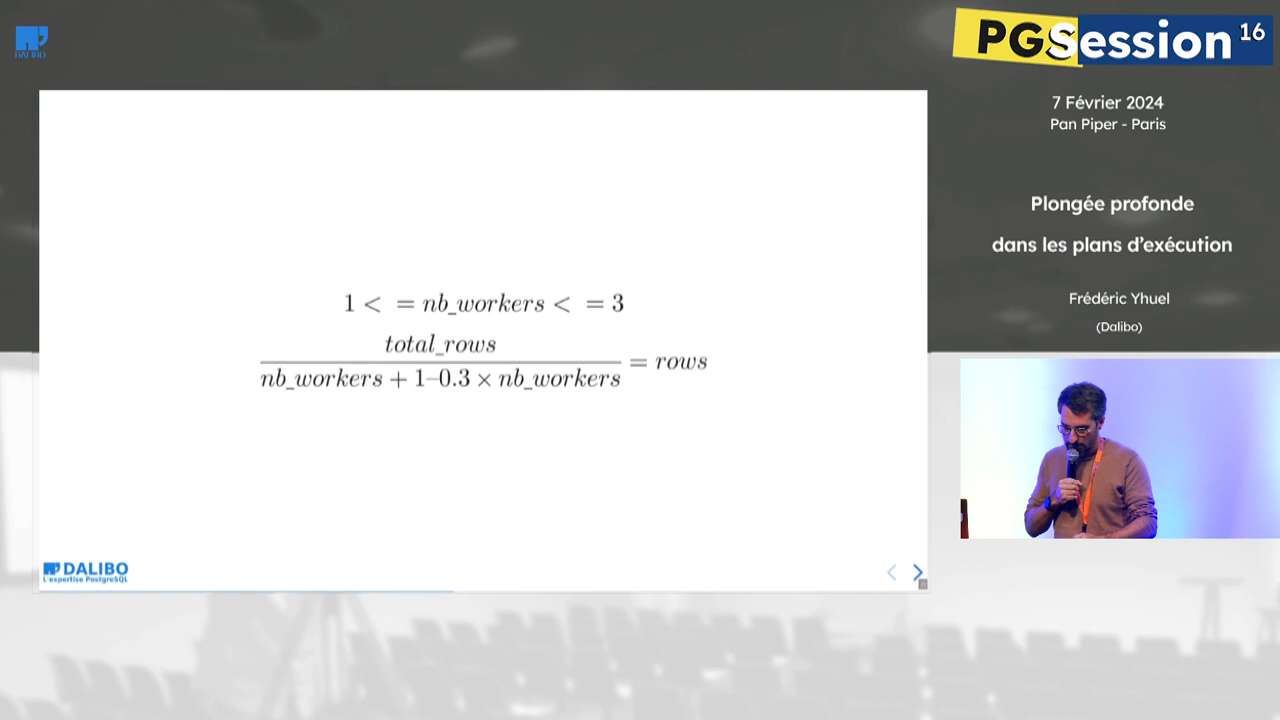 DALIBO
PGSession 16
7 Février 2024
Pan Piper - Paris
Plongée profonde
dans les plans d'exécution
Frédéric Yhuel
(Dalibo)
1 < = nb_workers < = 3
total_rows
nb_workers + 1–0.3 × nb_workers
= rows
DALIBO
L'expertise PostgreSQL